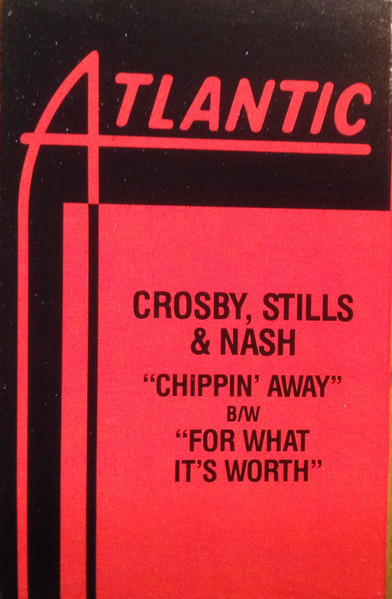 ATLANTIC
CROSBY, STILLS
& NASH
“CHiPPIN’ AWAY”
B/W
“FOR WHAT
IT’S WORTH”